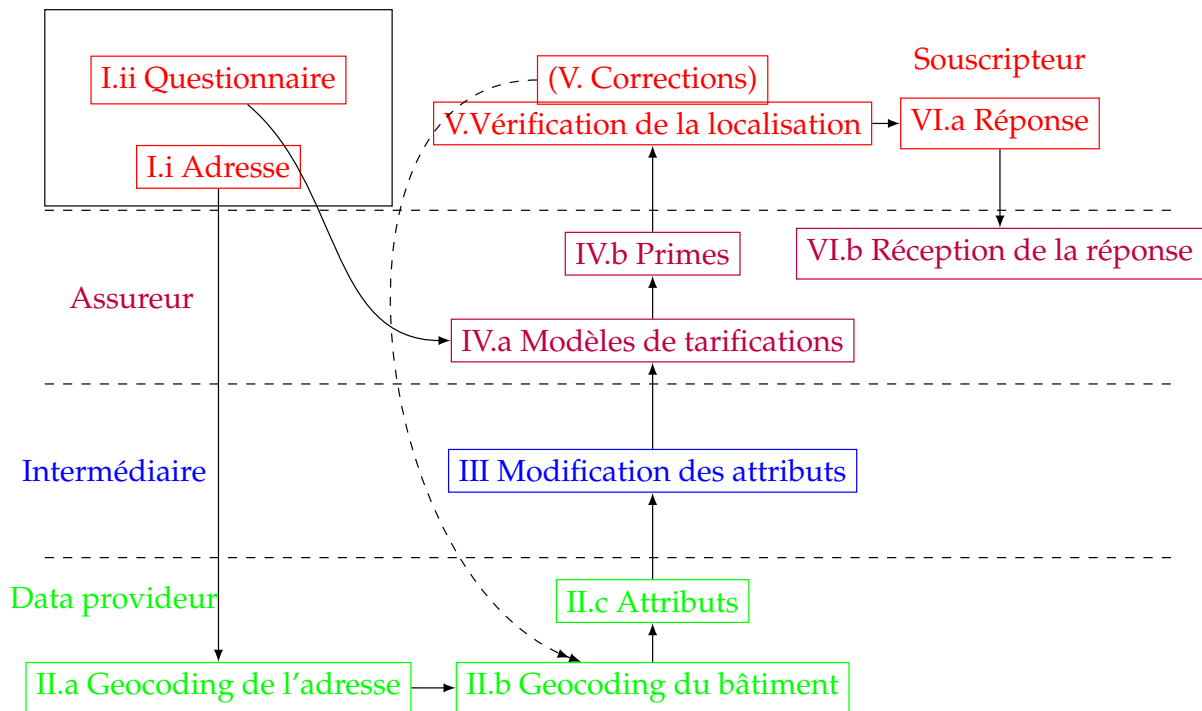 I.ii Questionnaire
I.i Adresse
(V. Corrections)
V.Vérification de la localisation
Souscripteur
VI.a Réponse
VI.b Réception de la réponse
IV.b Primes
Assureur
IV.a Modèles de tarifications
Intermédiaire
III Modification des attributs
Data provideur
II.c Attributs
II.a Geocoding de l'adresse
II.b Geocoding du bâtiment